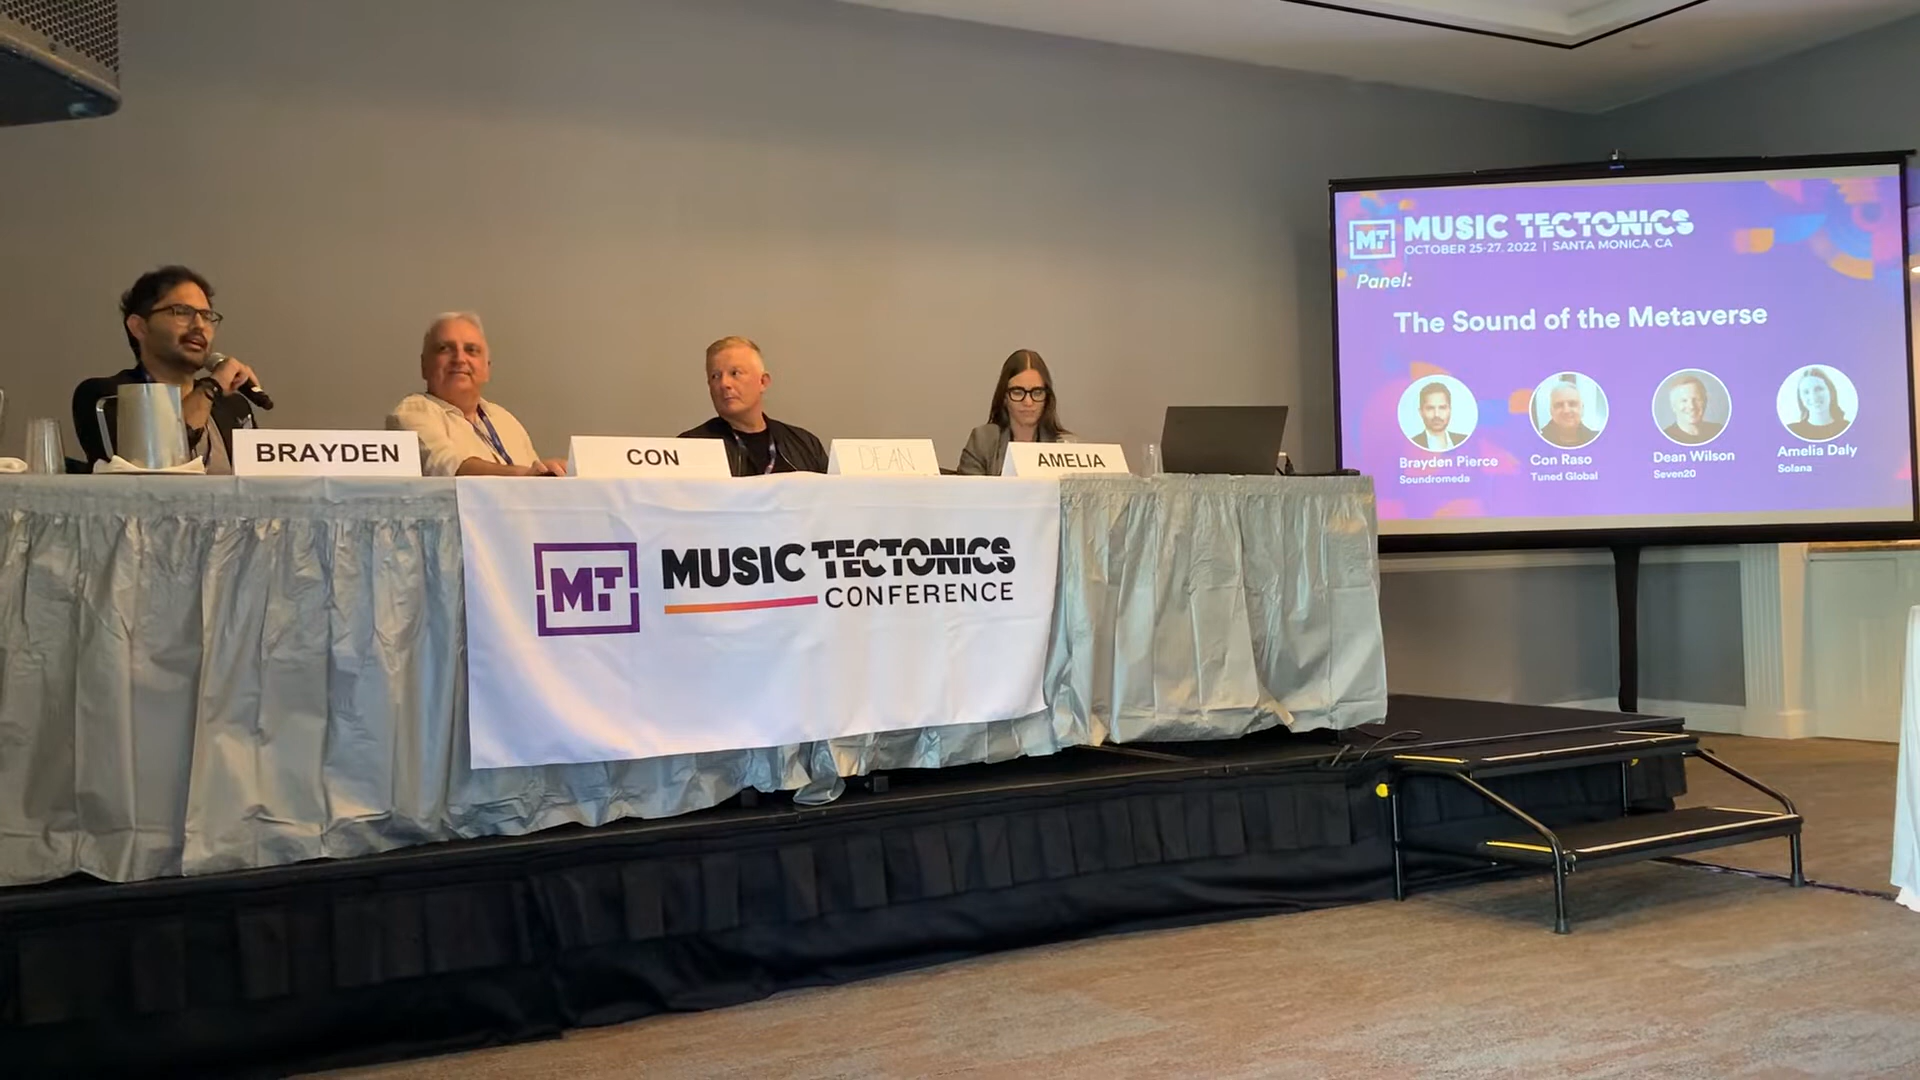 MT MUSIC TECTONICS
OCTOBER 25-27, 2022 | SANTA MONICA, CA
Panel:
The Sound of the Metaverse
Brayden Pierce
Soundromeda
Con Raso
Tuned Global
Dean Wilson
Seven20
Amelia Daly
Solana
BRAYDEN
CON
DEAN
AMELIA
MT MUSIC TECTONICS
CONFERENCE